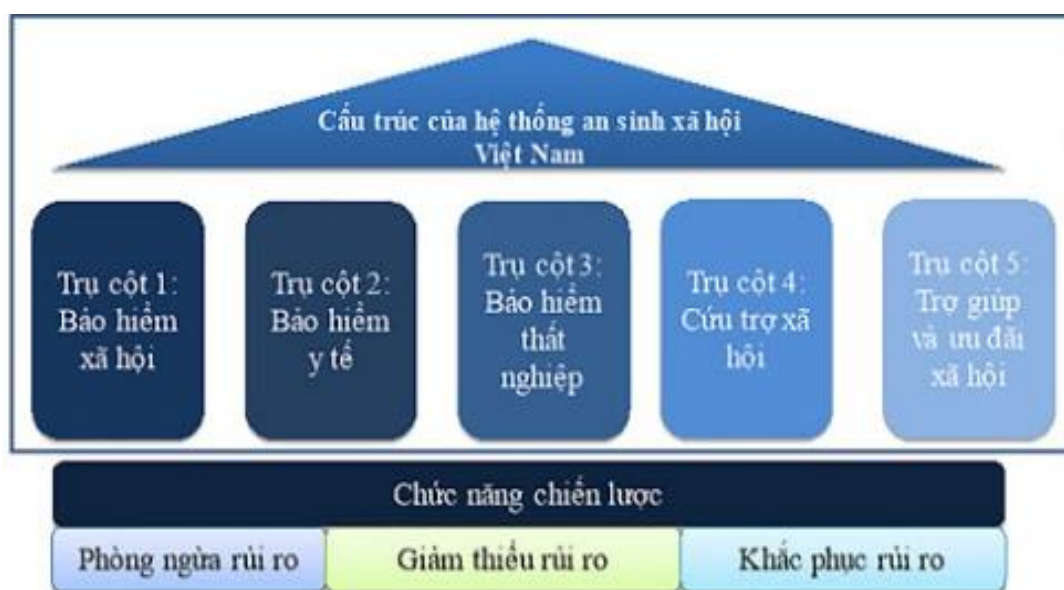 Cấu trúc của hệ thống an sinh xã hội
Việt Nam
Trụ cột 1:
Bảo hiểm
xã hội
Trụ cột 2:
Bảo hiểm
y tế
Trụ cột 3:
Bảo hiểm
thất
nghiệp
Trụ cột 4:
Cứu trợ xã
hội
Trụ cột 5:
Trợ giúp
và ưu đãi
xã hội
Chức năng chiến lược
Phòng ngừa rủi ro
Giảm thiểu rủi ro
Khắc phục rủi ro